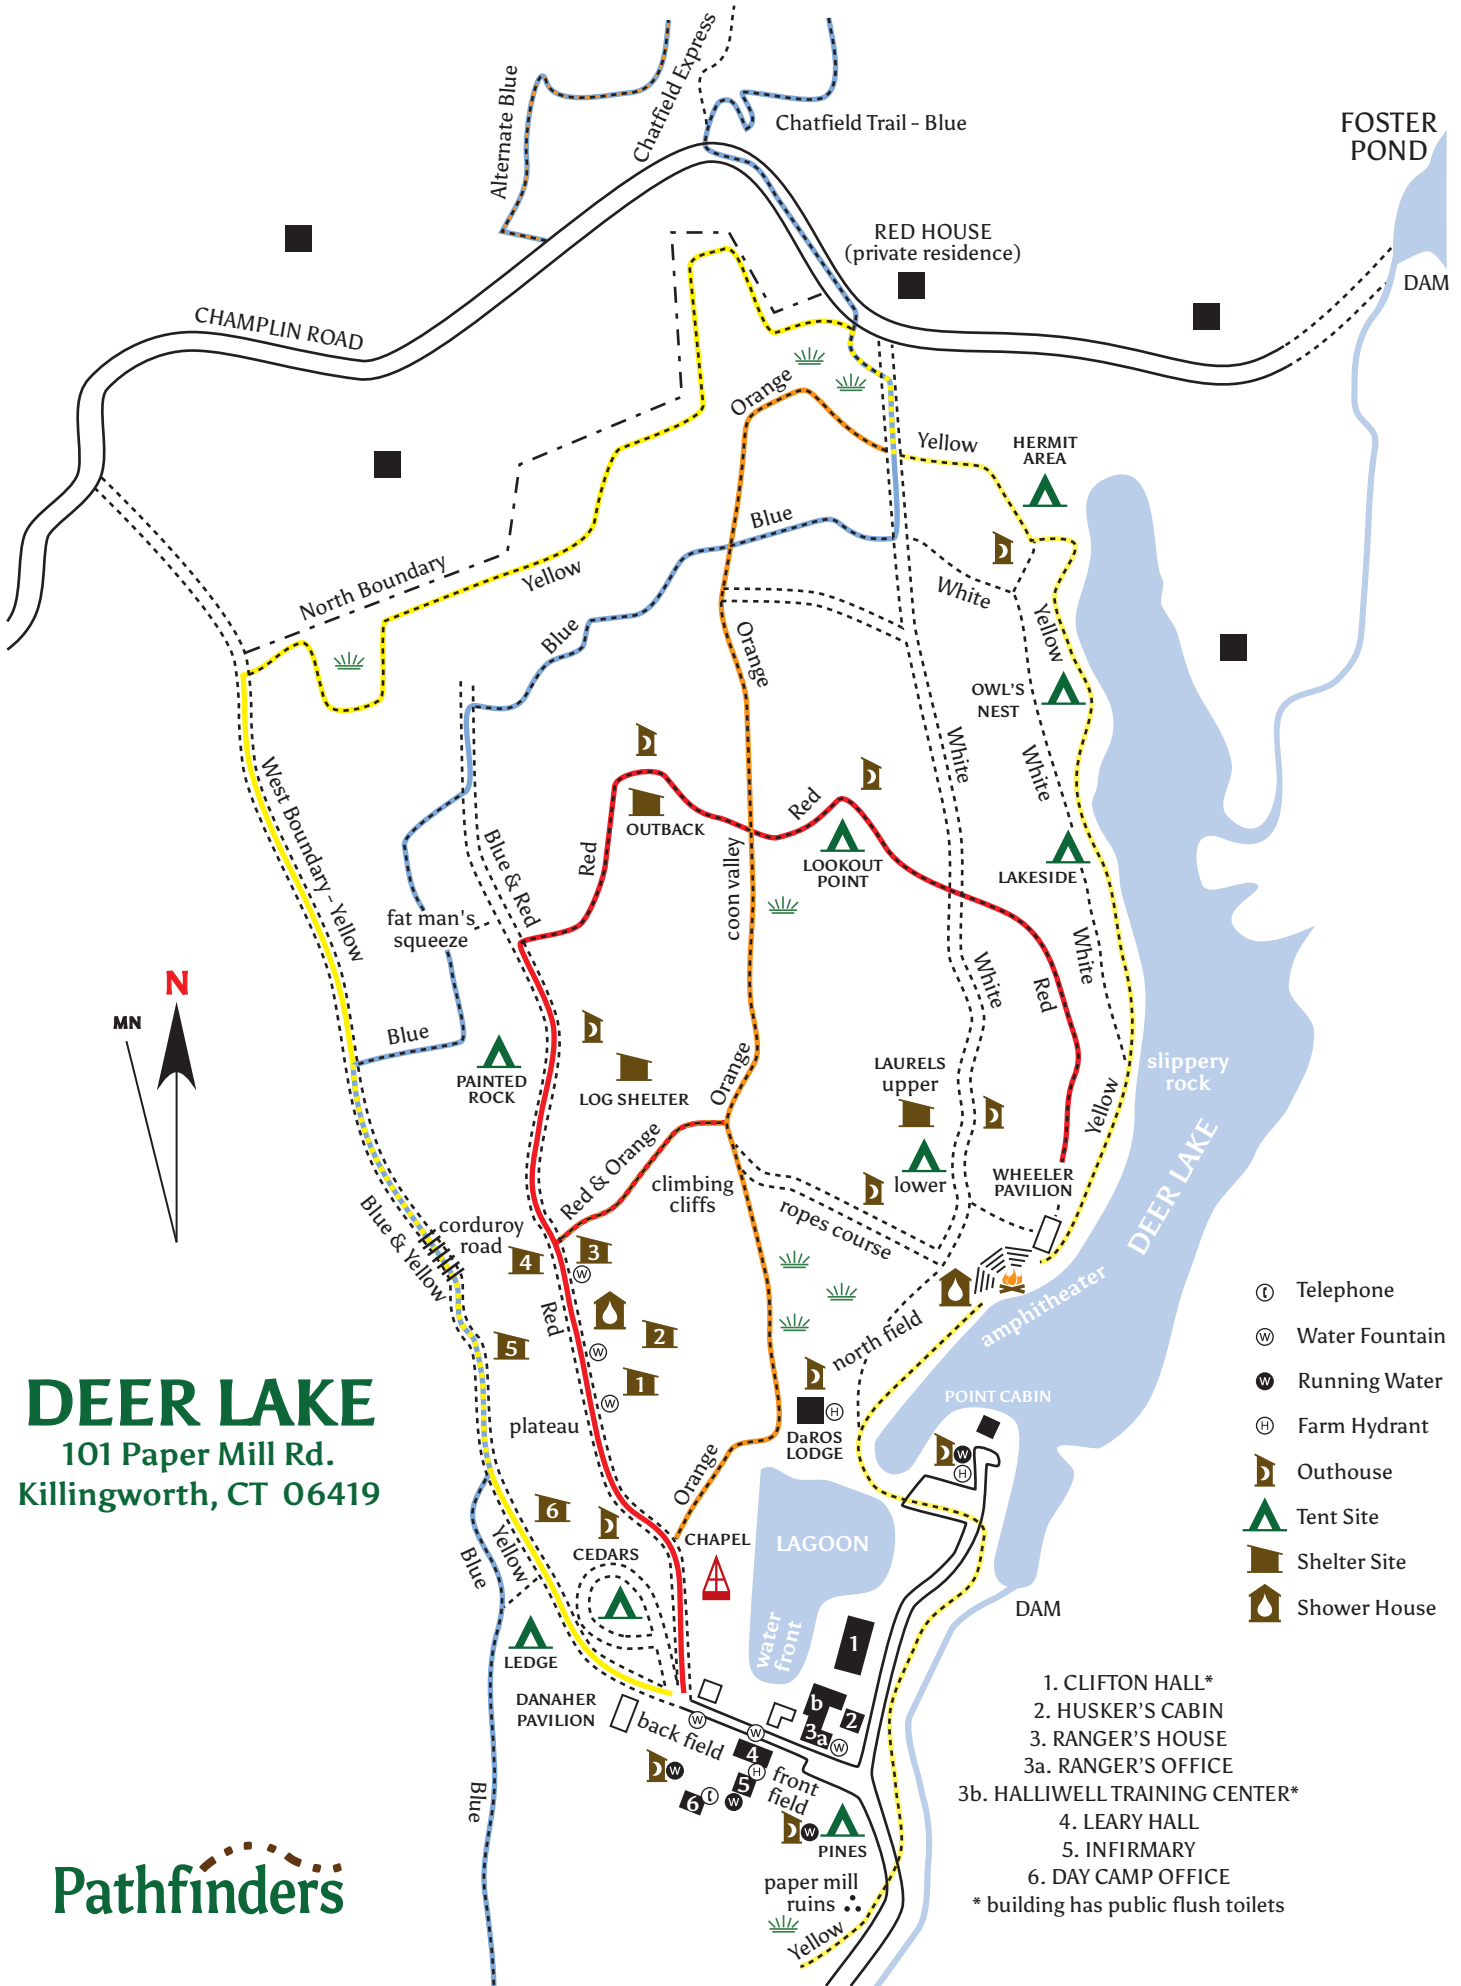 Alternate Blue
Chatfield Express
Chatfield Trail - Blue
FOSTER
POND
DAM
RED HOUSE
(private residence)
CHAMPLIN ROAD
Orange
Yellow
HERMIT
AREA
Blue
North Boundary
Yellow
White
Blue
Yellow
Orange
OWL'S
NEST
White
White
West Boundary - Yellow
OUTBACK
Red
LOOKOUT
POINT
LAKESIDE
Blue & Red
Red
coon valley
fat man's
squeeze
White
White
Red
N
MN
Blue
PAINTED
ROCK
LOG SHELTER
Orange
LAURELS
upper
lower
slippery
rock
Yellow
DEER LAKE
WHEELER
PAVILION
Red & Orange
climbing
cliffs
ropes course
Blue & Yellow
corduroy
road
4
3
W
Red
2
W
5
1
W
plateau
north field
amphitheater
POINT CABIN
H
DaROS
LODGE
W
H
Telephone
W Water Fountain
W Running Water
H Farm Hydrant
Outhouse
Tent Site
Shelter Site
Shower House
DEER LAKE
101 Paper Mill Rd.
Killingworth, CT 06419
Orange
6
CEDARS
CHAPEL
LAGOON
water
front
Yellow
Blue
LEDGE
DAM
DANAHER
PAVILION
back field
W
W
1
b
2
3a
W
4
H
5
W
6
W
front
field
W
PINES
Blue
paper mill
ruins
Yellow
1. CLIFTON HALL*
2. HUSKER'S CABIN
3. RANGER'S HOUSE
3a. RANGER'S OFFICE
3b. HALLIWELL TRAINING CENTER*
4. LEARY HALL
5. INFIRMARY
6. DAY CAMP OFFICE
* building has public flush toilets
Pathfinders